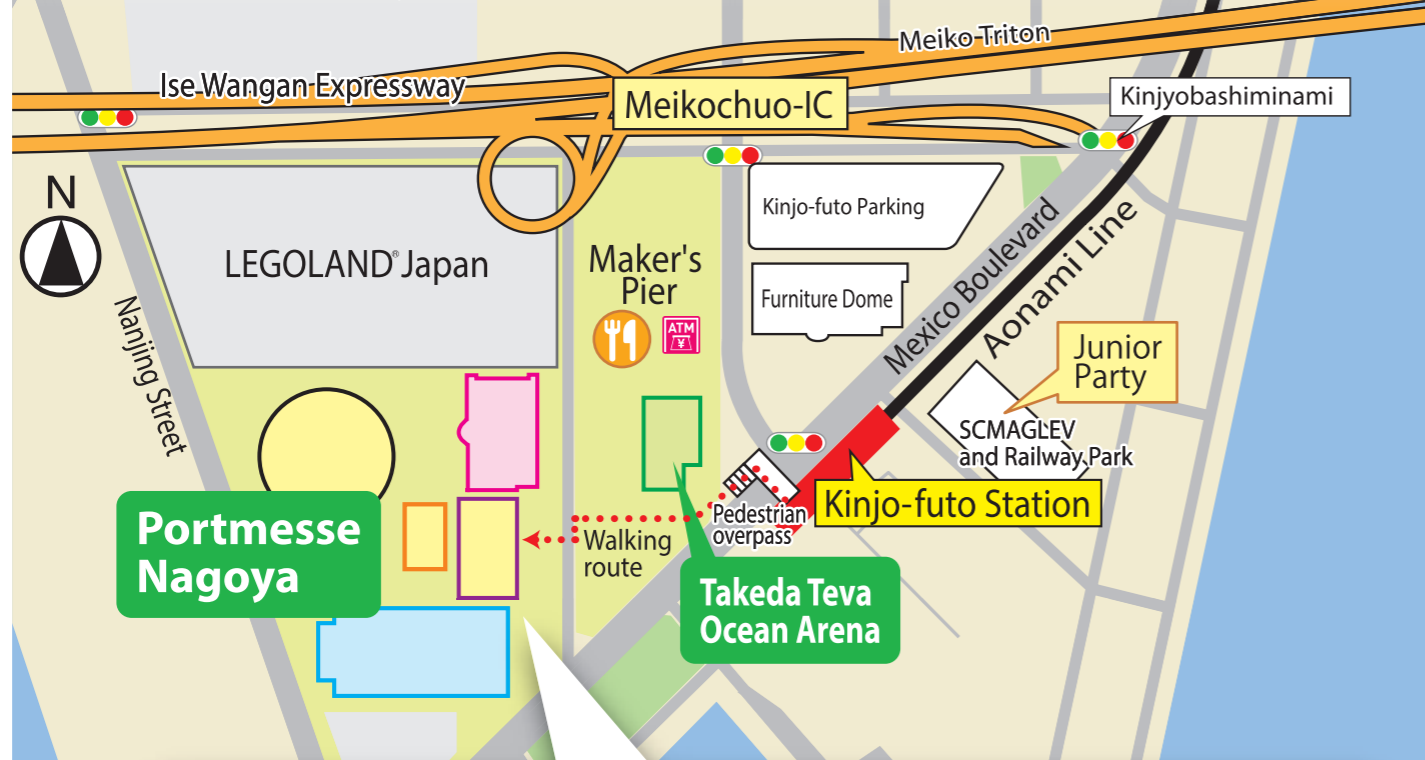 Meiko Triton
Ise Wangan Expressway
Meikochuo-IC
Kinjyobashiminami
N
Kinjo-futo Parking
LEGOLAND® Japan
Maker's
Pier
ATM
¥
Furniture Dome
Mexico Boulevard
Aonami Line
Nanjing Street
Junior
Party
SCMAGLEV
and Railway Park
Kinjo-futo Station
Pedestrian
overpass
Walking
route
Portmesse
Nagoya
Takeda Teva
Ocean Arena